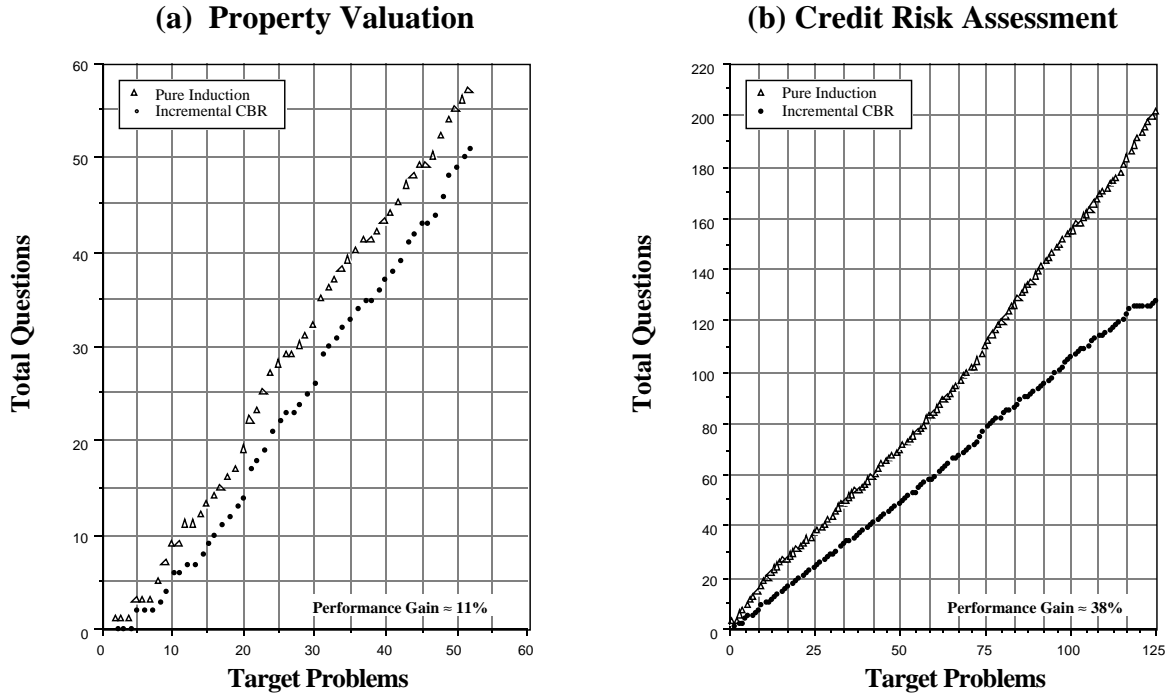 (a) Property Valuation
60
50
40
30
20
10
0
Total Questions
Pure Induction
Incremental CBR
Performance Gain ≈ 11%
0 10 20 30 40 50 60
Target Problems
(b) Credit Risk Assessment
220
200
180
160
140
120
100
80
60
40
20
0
Total Questions
Pure Induction
Incremental CBR
Performance Gain ≈ 38%
0 25 50 75 100 125
Target Problems